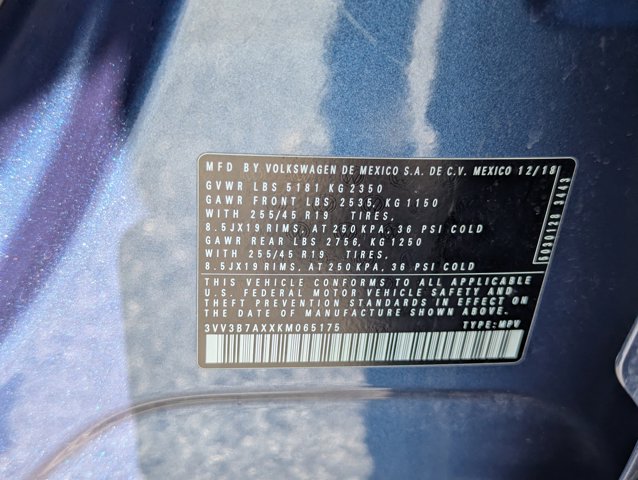 MFD BY VOLKSWAGEN DE MEXICO S.A. DE C.V. MEXICO 12/18
GVWR LBS 5181 KG 2350
GAWR FRONT LBS 2535, KG 1150
WITH 255/45 R19 TIRES,
8.5JX19 RIMS, AT 250 KPA, 36 PSI COLD
GAWR REAR LBS 2756, KG 1250
WITH 255/45 R19 TIRES,
8.5JX19 RIMS, AT 250 KPA, 36 PSI COLD
THIS VEHICLE CONFORMS TO ALL APPLICABLE
U.S. FEDERAL MOTOR VEHICLE SAFETY AND
THEFT PREVENTION STANDARDS IN EFFECT ON
THE DATE OF MANUFACTURE SHOWN ABOVE.
3VV3B7AXXKM065175 TYPE: MPV